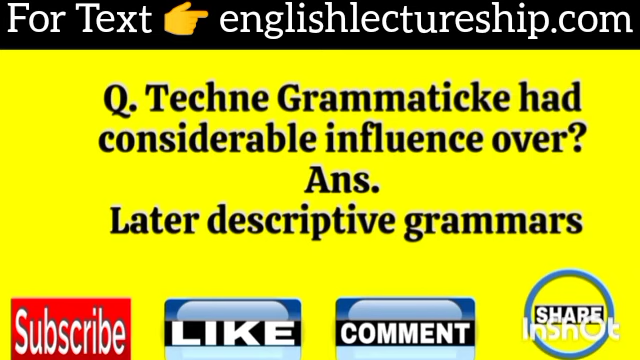 For Text 👉 englishlectureship.com
Q. Techne Grammaticke had
considerable influence over?
Ans.
Later descriptive grammars
Subscribe
LIKE
COMMENT
SHARE
InShOt